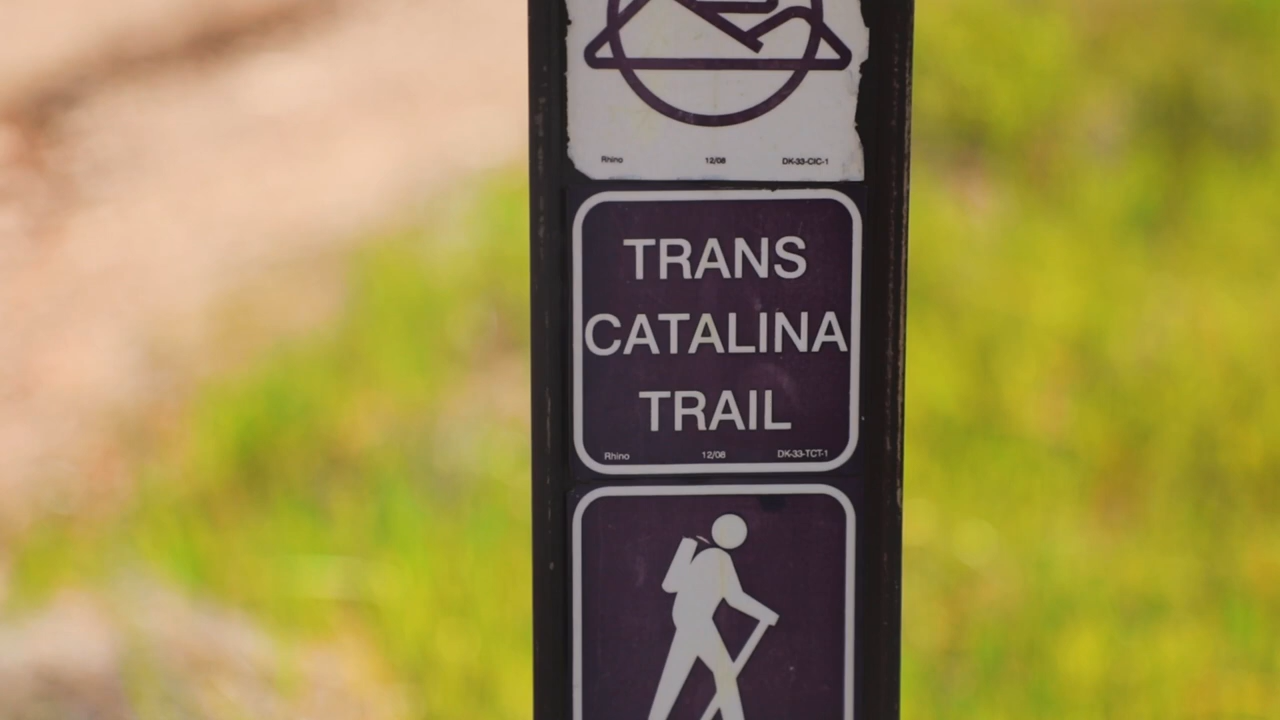 Rhino 12/08 DK-33-CIC-1
TRANS
CATALINA
TRAIL
Rhino 12/08 DK-33-TCT-1